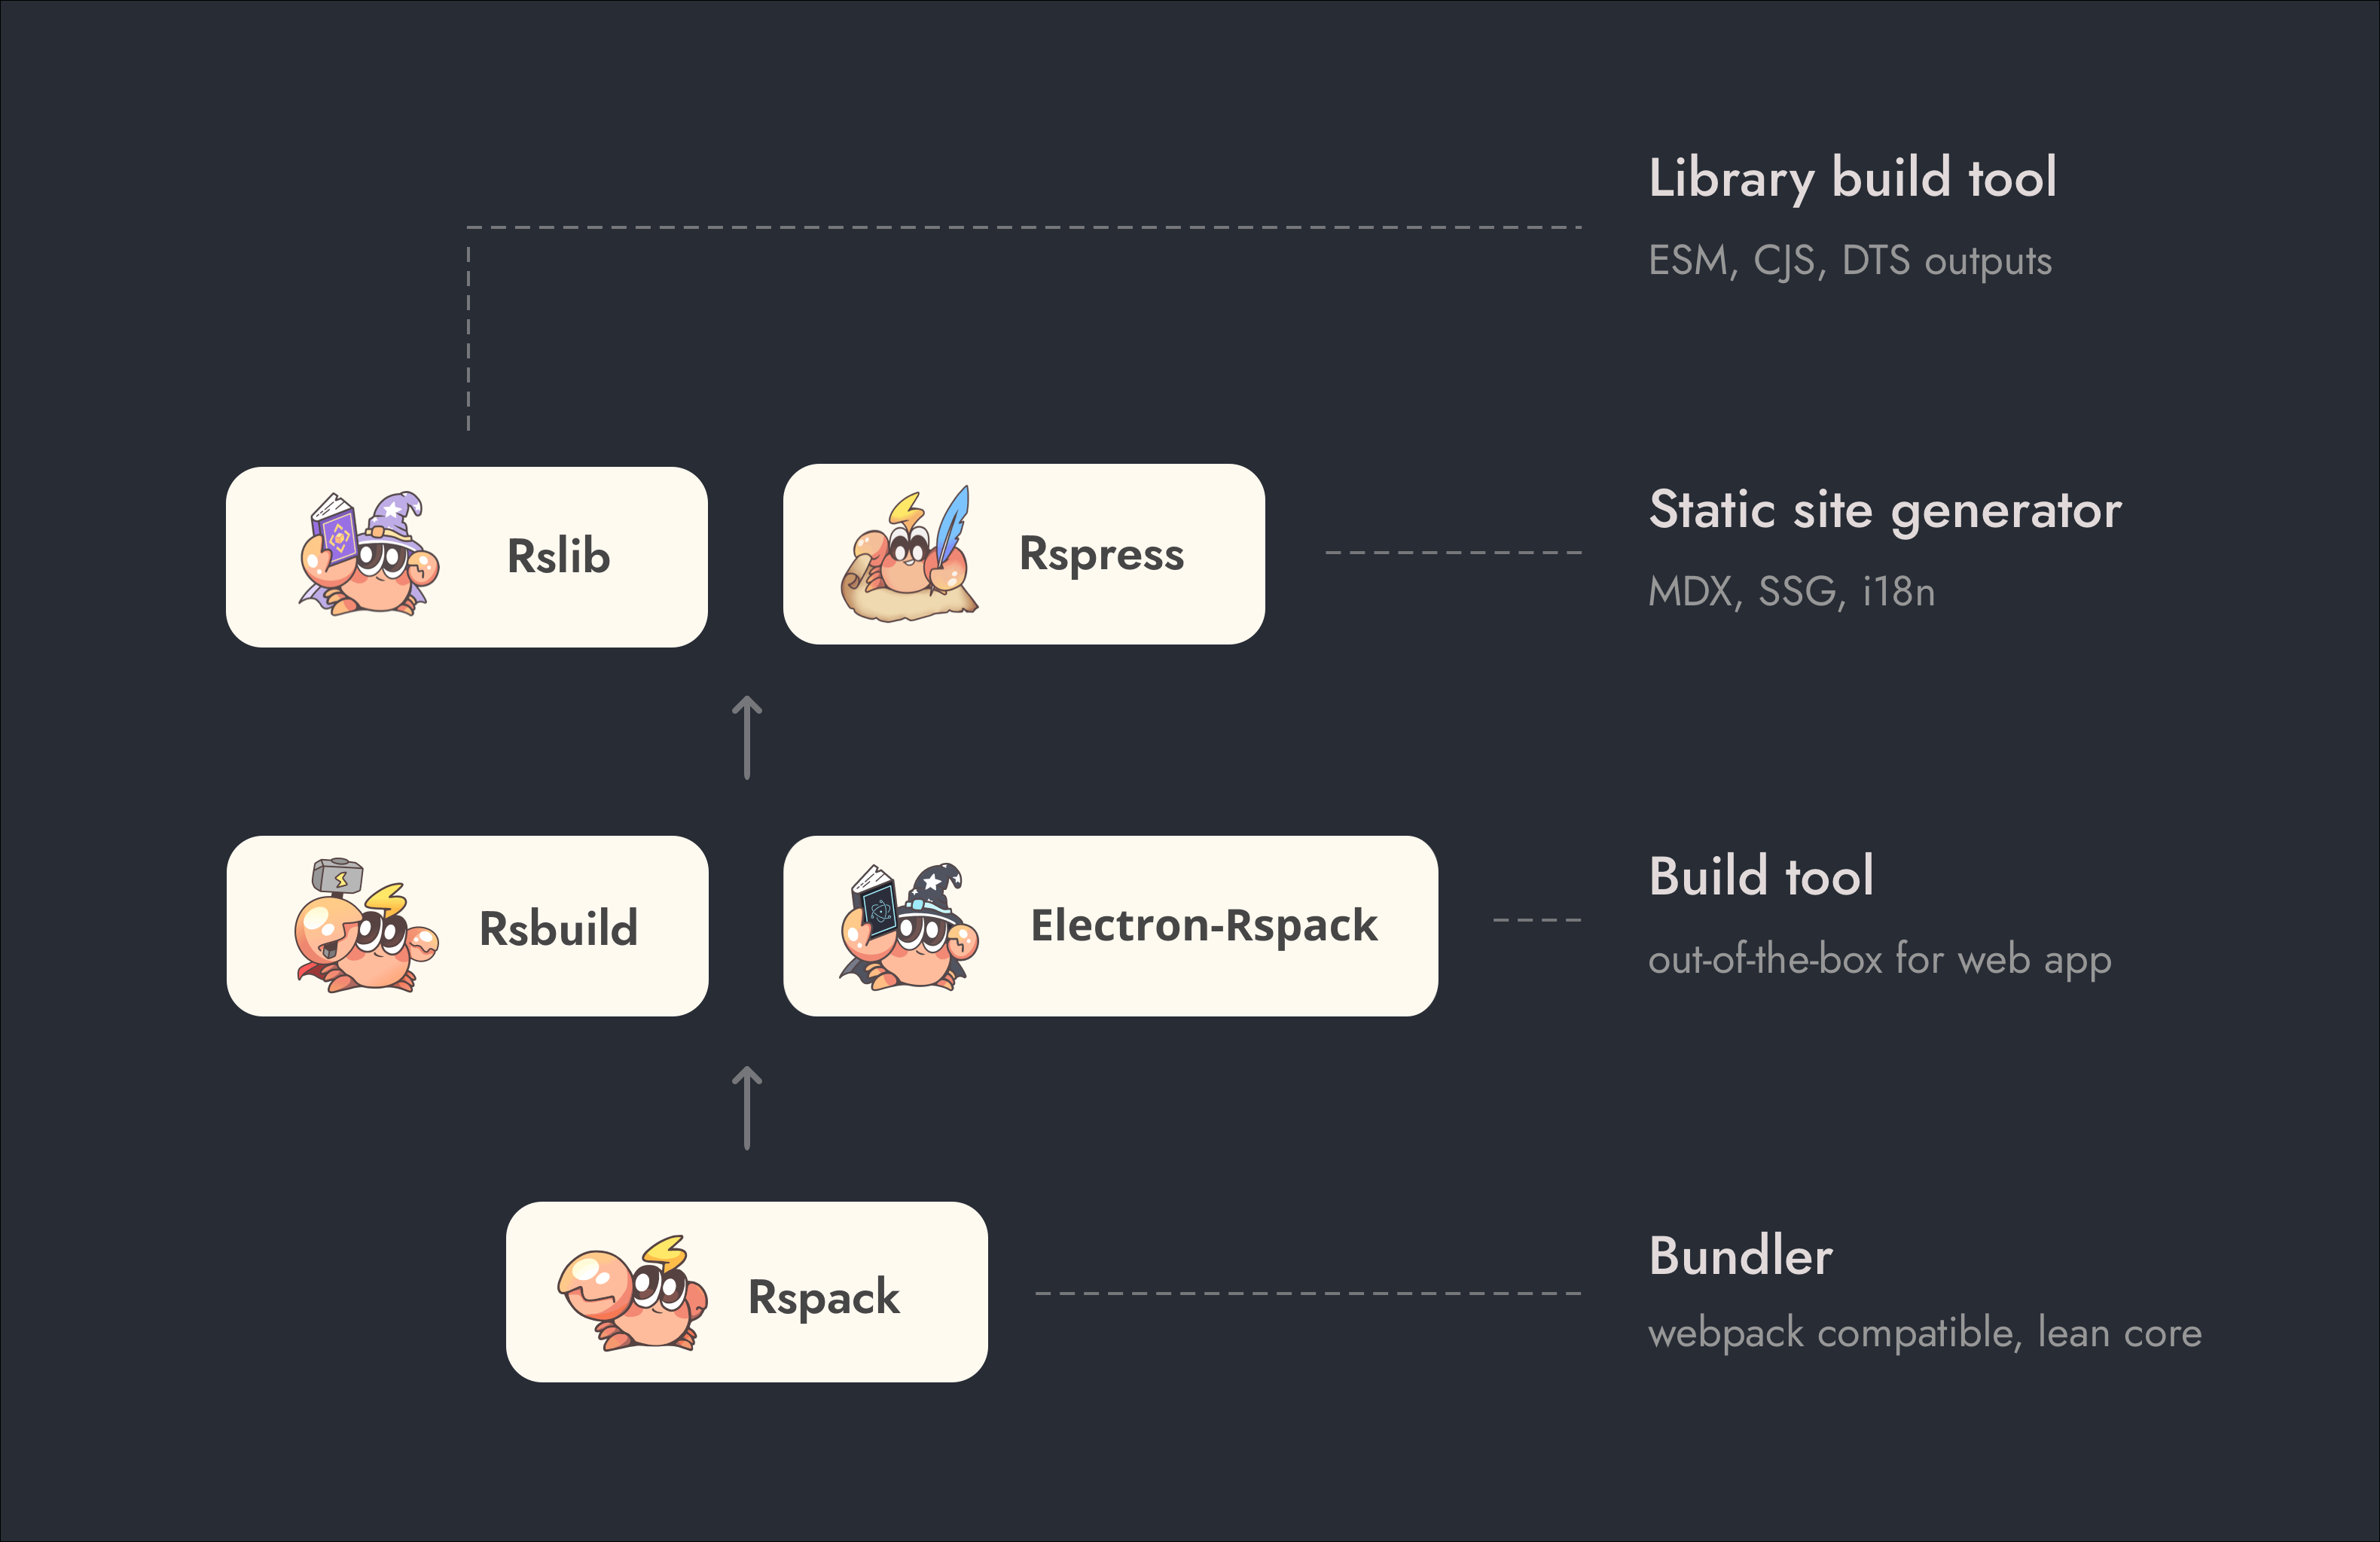 Library build tool
ESM, CJS, DTS outputs
Rslib
Rspress
Static site generator
MDX, SSG, i18n
Rsbuild
Electron-Rspack
Build tool
out-of-the-box for web app
Rspack
Bundler
webpack compatible, lean core